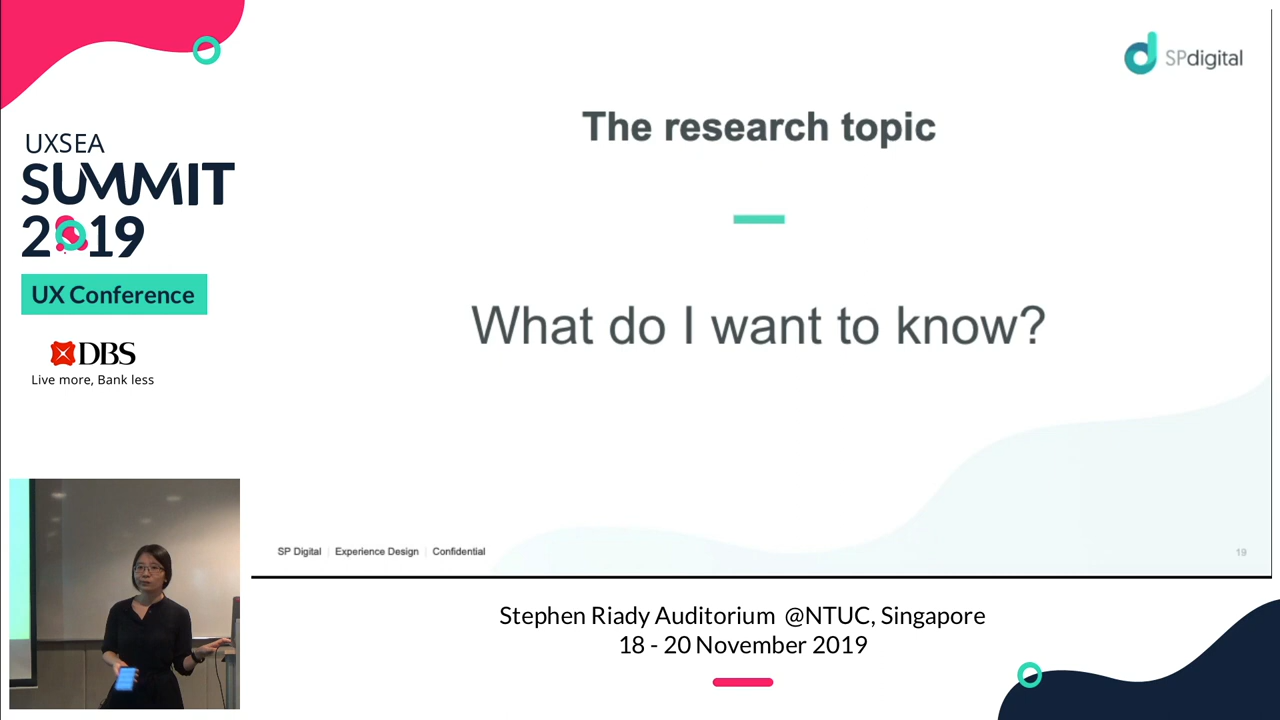 UXSEA
SUMMIT
2019
UX Conference
DBS
Live more, Bank less
SPdigital
The research topic
What do I want to know?
SP Digital | Experience Design | Confidential
19
Stephen Riady Auditorium @NTUC, Singapore
18 - 20 November 2019